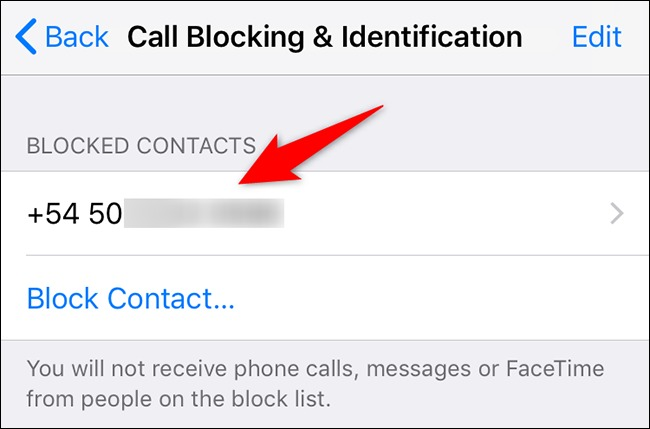 Back Call Blocking & Identification Edit
BLOCKED CONTACTS
+54 50
Block Contact...
You will not receive phone calls, messages or FaceTime
from people on the block list.